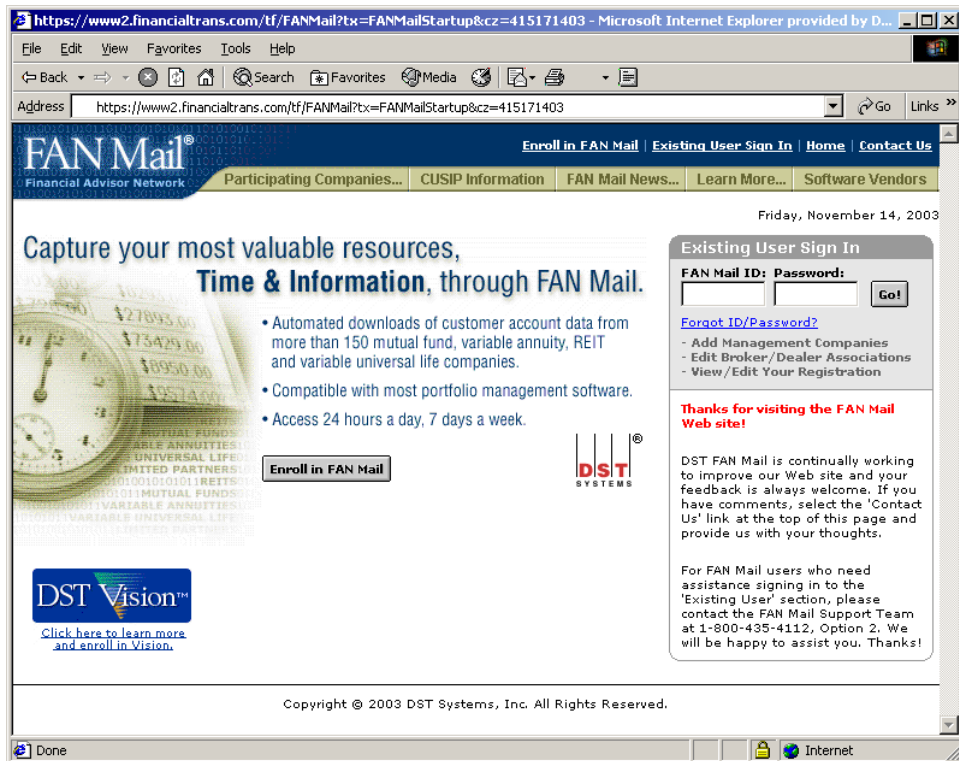 https://www2.financialtrans.com/tf/FANMail?tx=FANMailStartup&cz=415171403 - Microsoft Internet Explorer provided by D...
File Edit View Favorites Tools Help
Back Search Favorites Media
Address https://www2.financialtrans.com/tf/FANMail?tx=FANMailStartup&cz=415171403 Go Links »
FAN Mail®
Financial Advisor Network
Enroll in FAN Mail | Existing User Sign In | Home | Contact Us
Participating Companies... CUSIP Information FAN Mail News... Learn More... Software Vendors
Friday, November 14, 2003
Capture your most valuable resources,
Time & Information, through FAN Mail.
• Automated downloads of customer account data from
more than 150 mutual fund, variable annuity, REIT
and variable universal life companies.
• Compatible with most portfolio management software.
• Access 24 hours a day, 7 days a week.
Enroll in FAN Mail
DST ®
SYSTEMS
$27893.00
$73429.00
$8950.00
MUTUAL FUNDS
VARIABLE UNIVERSAL LIFE
DST Vision™
Click here to learn more
and enroll in Vision.
Existing User Sign In
FAN Mail ID: Password:
Go!
Forgot ID/Password?
- Add Management Companies
- Edit Broker/Dealer Associations
- View/Edit Your Registration
Thanks for visiting the FAN Mail
Web site!
DST FAN Mail is continually working
to improve our Web site and your
feedback is always welcome. If you
have comments, select the 'Contact
Us' link at the top of this page and
provide us with your thoughts.
For FAN Mail users who need
assistance signing in to the
'Existing User' section, please
contact the FAN Mail Support Team
at 1-800-435-4112, Option 2. We
will be happy to assist you. Thanks!
Copyright © 2003 DST Systems, Inc. All Rights Reserved.
Done Internet